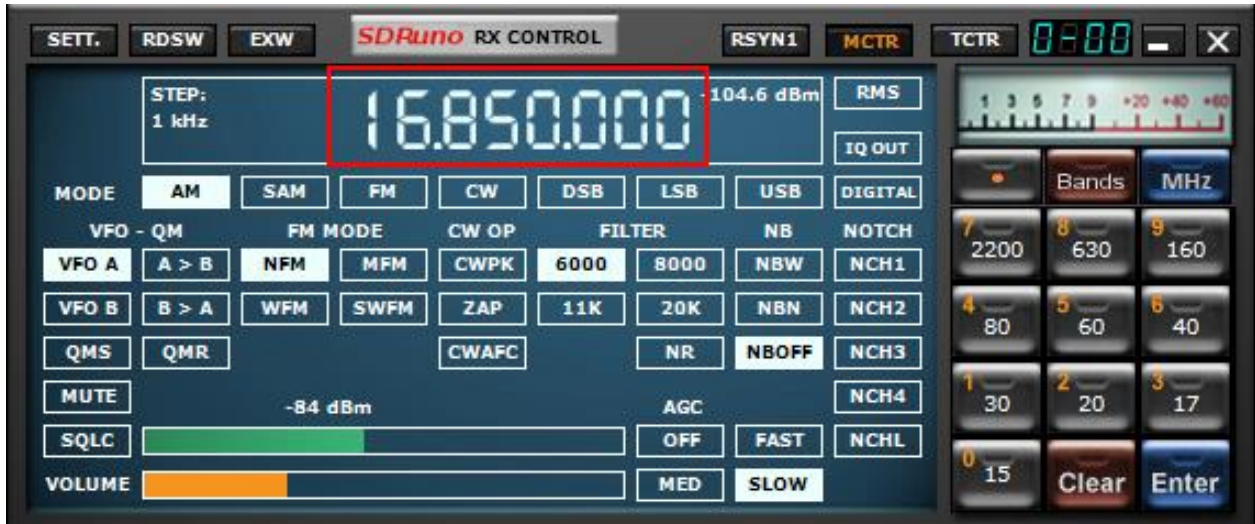 SETT. RDSW EXW SDRuno RX CONTROL RSYN1 MCTR TCTR 0-00 X
STEP: 16.850.000 -104.6 dBm RMS 1 3 5 7 9 +20 +40 +60
1 kHz
IQ OUT
MODE AM SAM FM CW DSB LSB USB DIGITAL Bands MHz
VFO - QM FM MODE CW OP FILTER NB NOTCH
VFO A A > B NFM MFM CWPK 6000 8000 NBW NCH1 7 2200 8 630 9 160
VFO B B > A WFM SWFM ZAP 11K 20K NBN NCH2 4 80 5 60 6 40
QMS QMR CWAFC NR NBOFF NCH3
MUTE -84 dBm AGC NCH4 1 30 2 20 3 17
SQLC OFF FAST NCHL
VOLUME MED SLOW 0 15 Clear Enter